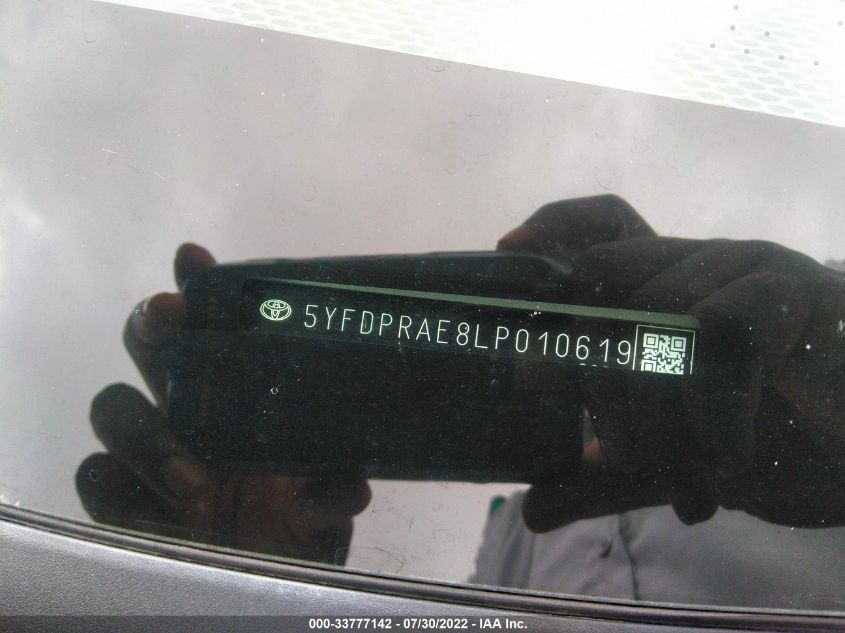 5YFDPRAE8LP010619
000-33777142 - 07/30/2022 - IAA Inc.